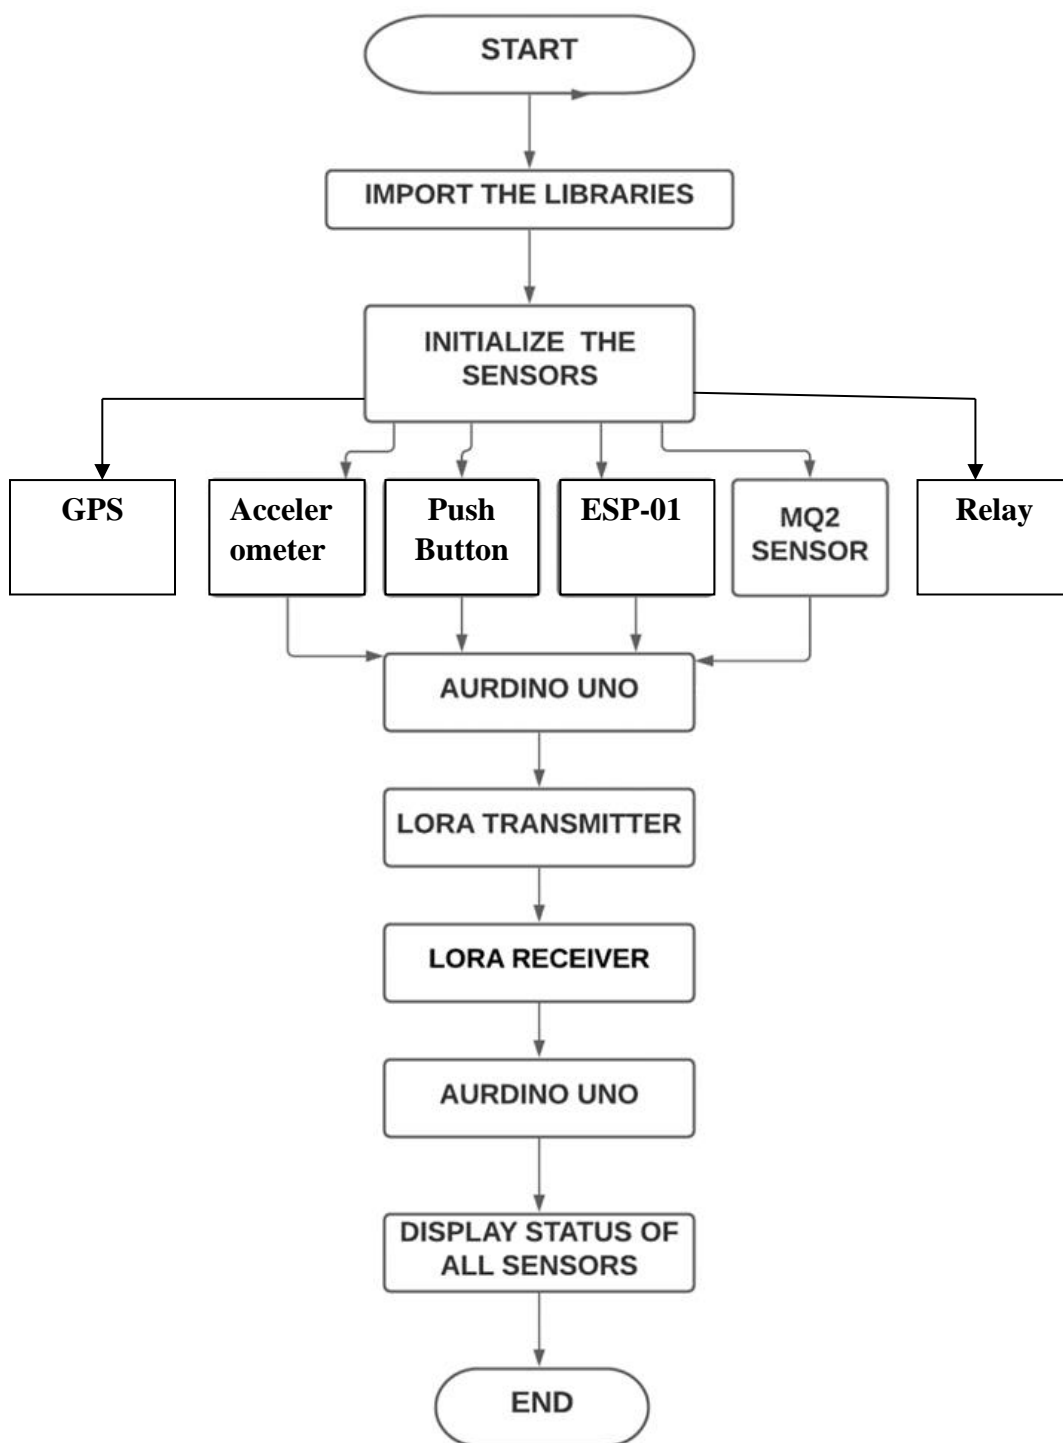 START
IMPORT THE LIBRARIES
INITIALIZE THE
SENSORS
GPS
Acceler
ometer
Push
Button
ESP-01
MQ2
SENSOR
Relay
AURDINO UNO
LORA TRANSMITTER
LORA RECEIVER
AURDINO UNO
DISPLAY STATUS OF
ALL SENSORS
END